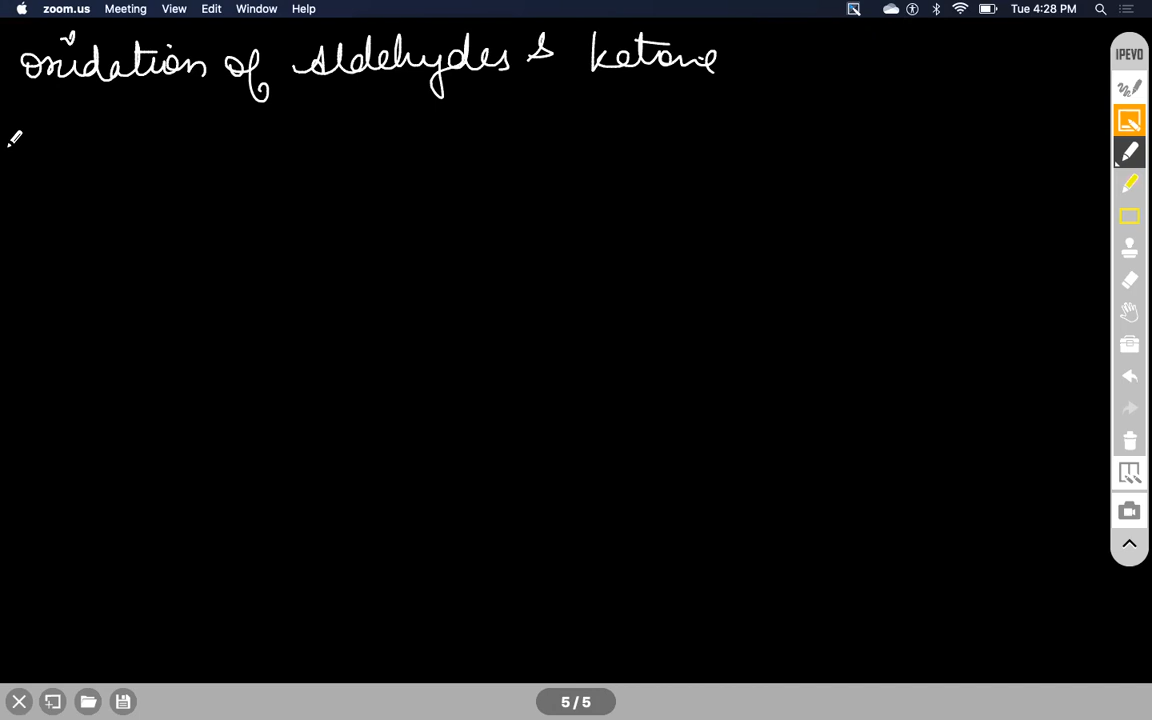 zoom.us Meeting View Edit Window Help Tue 4:28 PM
oxidation of Aldehydes & ketone
IPEVO
5 / 5